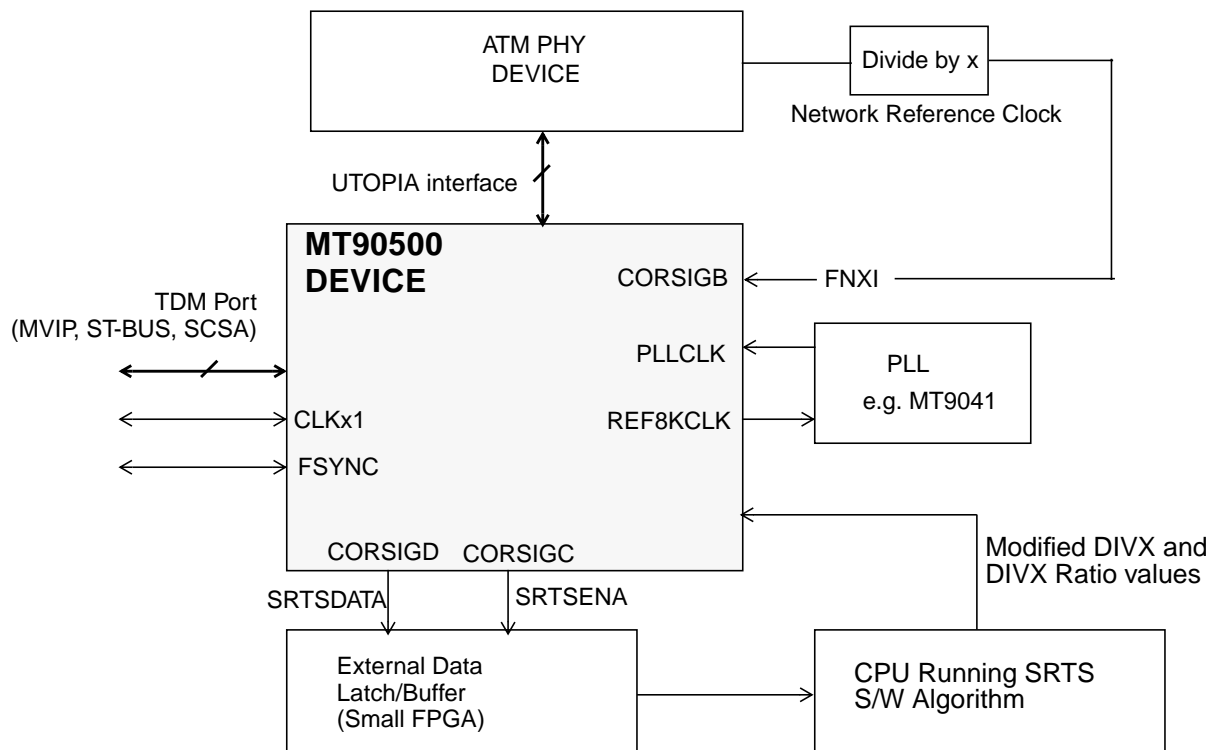 ATM PHY
DEVICE
Divide by x
Network Reference Clock
UTOPIA interface
MT90500
DEVICE
CORSIGB
FNXI
TDM Port
(MVIP, ST-BUS, SCSA)
PLLCLK
PLL
e.g. MT9041
CLKx1
REF8KCLK
FSYNC
CORSIGD
CORSIGC
Modified DIVX and
DIVX Ratio values
SRTSDATA
SRTSENA
External Data
Latch/Buffer
(Small FPGA)
CPU Running SRTS
S/W Algorithm